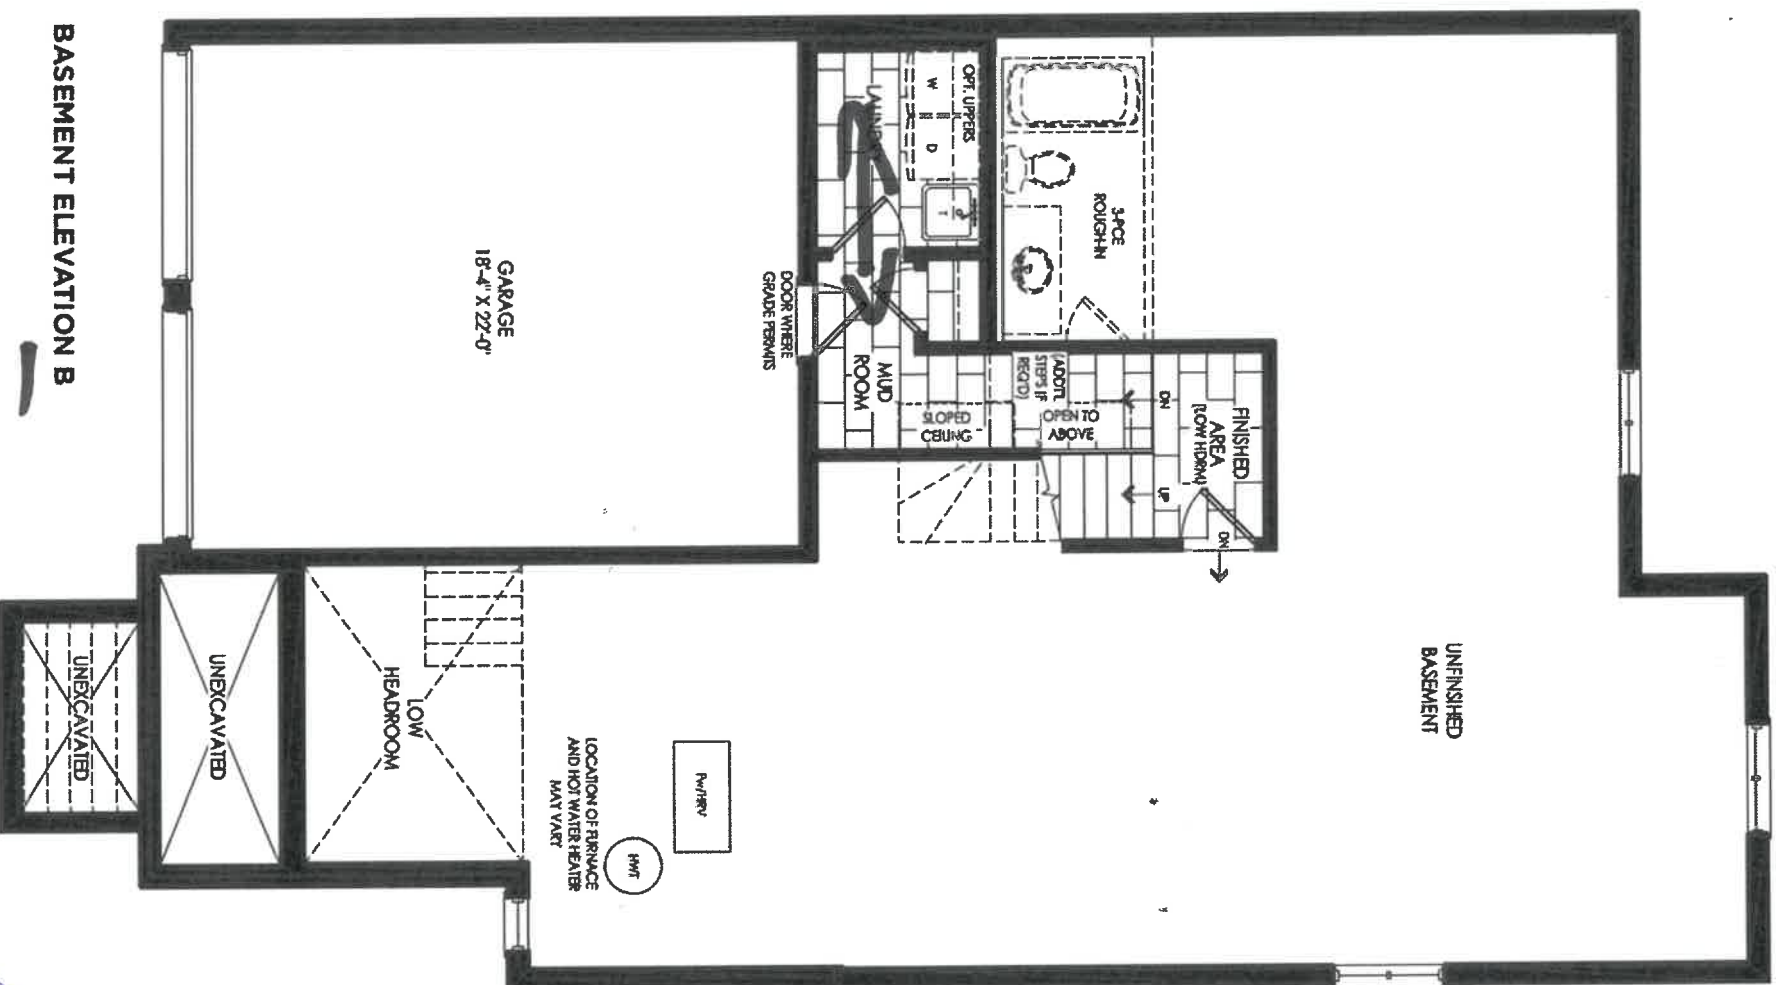 BASEMENT ELEVATION B
OPT. UPPERS
W
D
LAUNDRY
T
3-PCE
ROUGH-IN
GARAGE
18'-4" X 22'-0"
DOOR WHERE
GRADE PERMITS
MUD
ROOM
SLOPED
CEILING
(ADDT'L
STEPS IF
REQ'D)
OPEN TO
ABOVE
DN
UP
FINISHED
AREA
(LOW HDRM)
DN
UNFINSIHED
BASEMENT
UNEXCAVATED
UNEXCAVATED
LOW
HEADROOM
LOCATION OF FURNACE
AND HOT WATER HEATER
MAY VARY
HWT